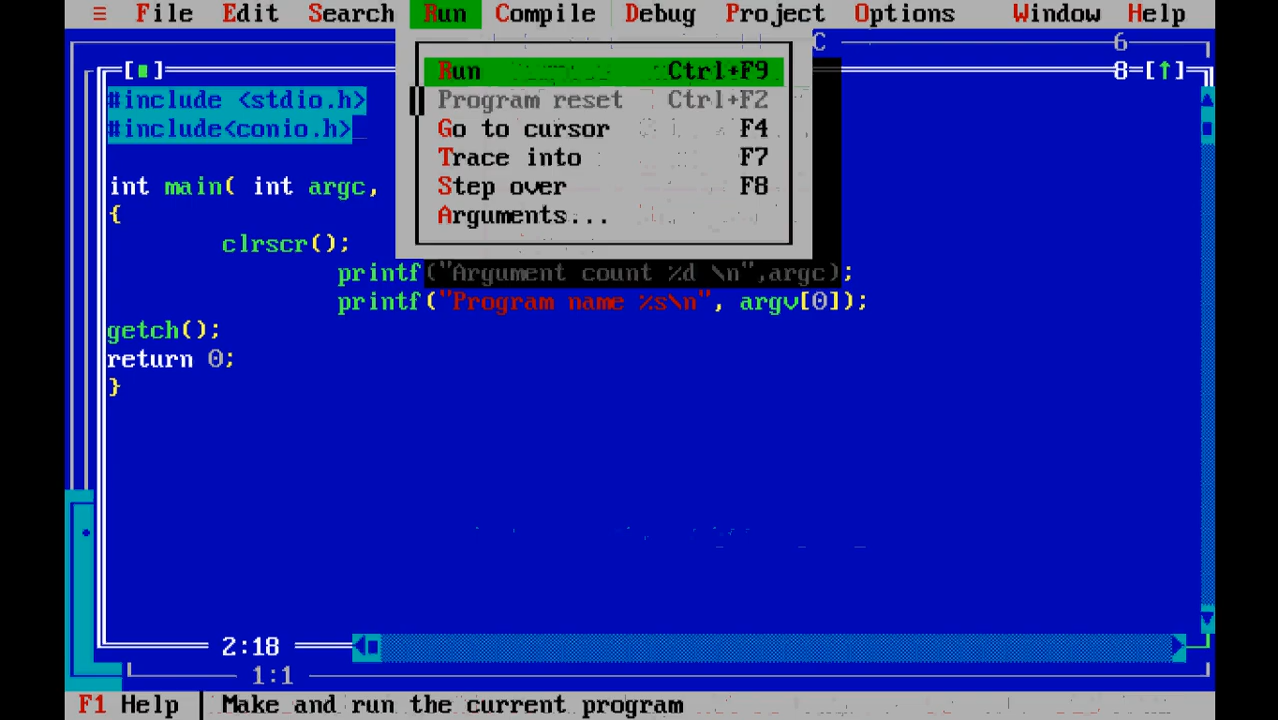 ≡ File Edit Search Run Compile Debug Project Options Window Help
C 6
[■] 8=[↑]
Run Ctrl+F9
Program reset Ctrl+F2
Go to cursor F4
Trace into F7
Step over F8
Arguments...
#include <stdio.h>
#include<conio.h>
int main( int argc,
{
clrscr();
printf("Argument count %d \n",argc);
printf("Program name %s\n", argv[0]);
getch();
return 0;
}
2:18
1:1
F1 Help │ Make and run the current program